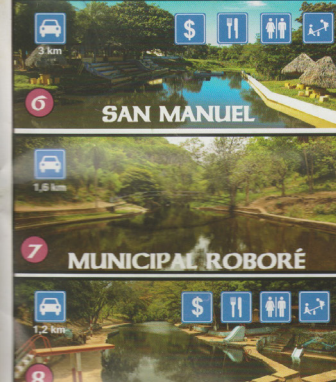 $
3 km
6
SAN MANUEL
1,6 km
7
MUNICIPAL ROBORÉ
$
1,2 km
8